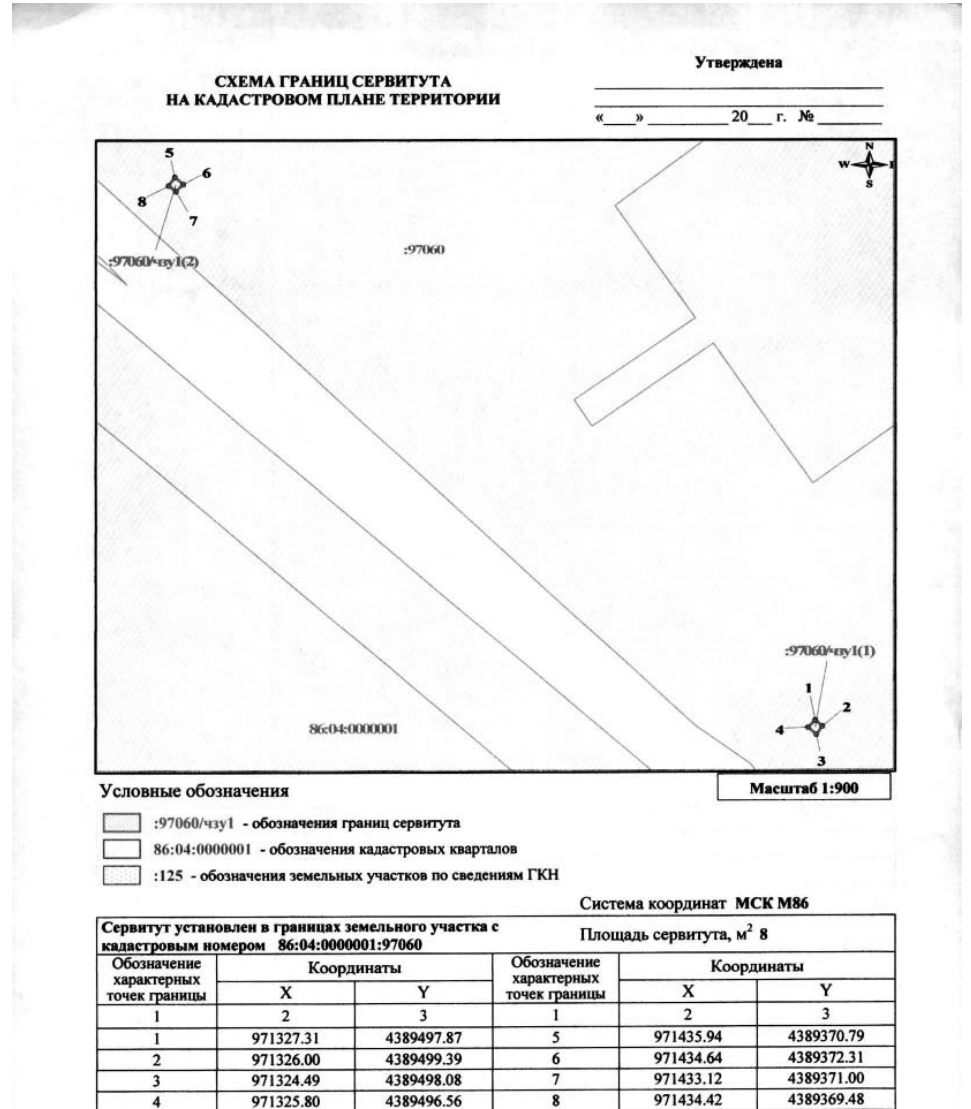 Утверждена
СХЕМА ГРАНИЦ СЕРВИТУТА
НА КАДАСТРОВОМ ПЛАНЕ ТЕРРИТОРИИ
«____» __________ 20___ г. № ________
N
W
S
5
6
8
7
:97060/чзу1(2)
:97060
:97060/чзу1(1)
1
2
4
3
86:04:0000001
Масштаб 1:900
Условные обозначения
:97060/чзу1 - обозначения границ сервитута
86:04:0000001 - обозначения кадастровых кварталов
:125 - обозначения земельных участков по сведениям ГКН
Система координат МСК М86
Сервитут установлен в границах земельного участка с
кадастровым номером 86:04:0000001:97060
Площадь сервитута, м² 8
Обозначение характерных точек границы Координаты Обозначение характерных точек границы Координаты
X Y X Y
1 2 3 1 2 3
1 971327.31 4389497.87 5 971435.94 4389370.79
2 971326.00 4389499.39 6 971434.64 4389372.31
3 971324.49 4389498.08 7 971433.12 4389371.00
4 971325.80 4389496.56 8 971434.42 4389369.48